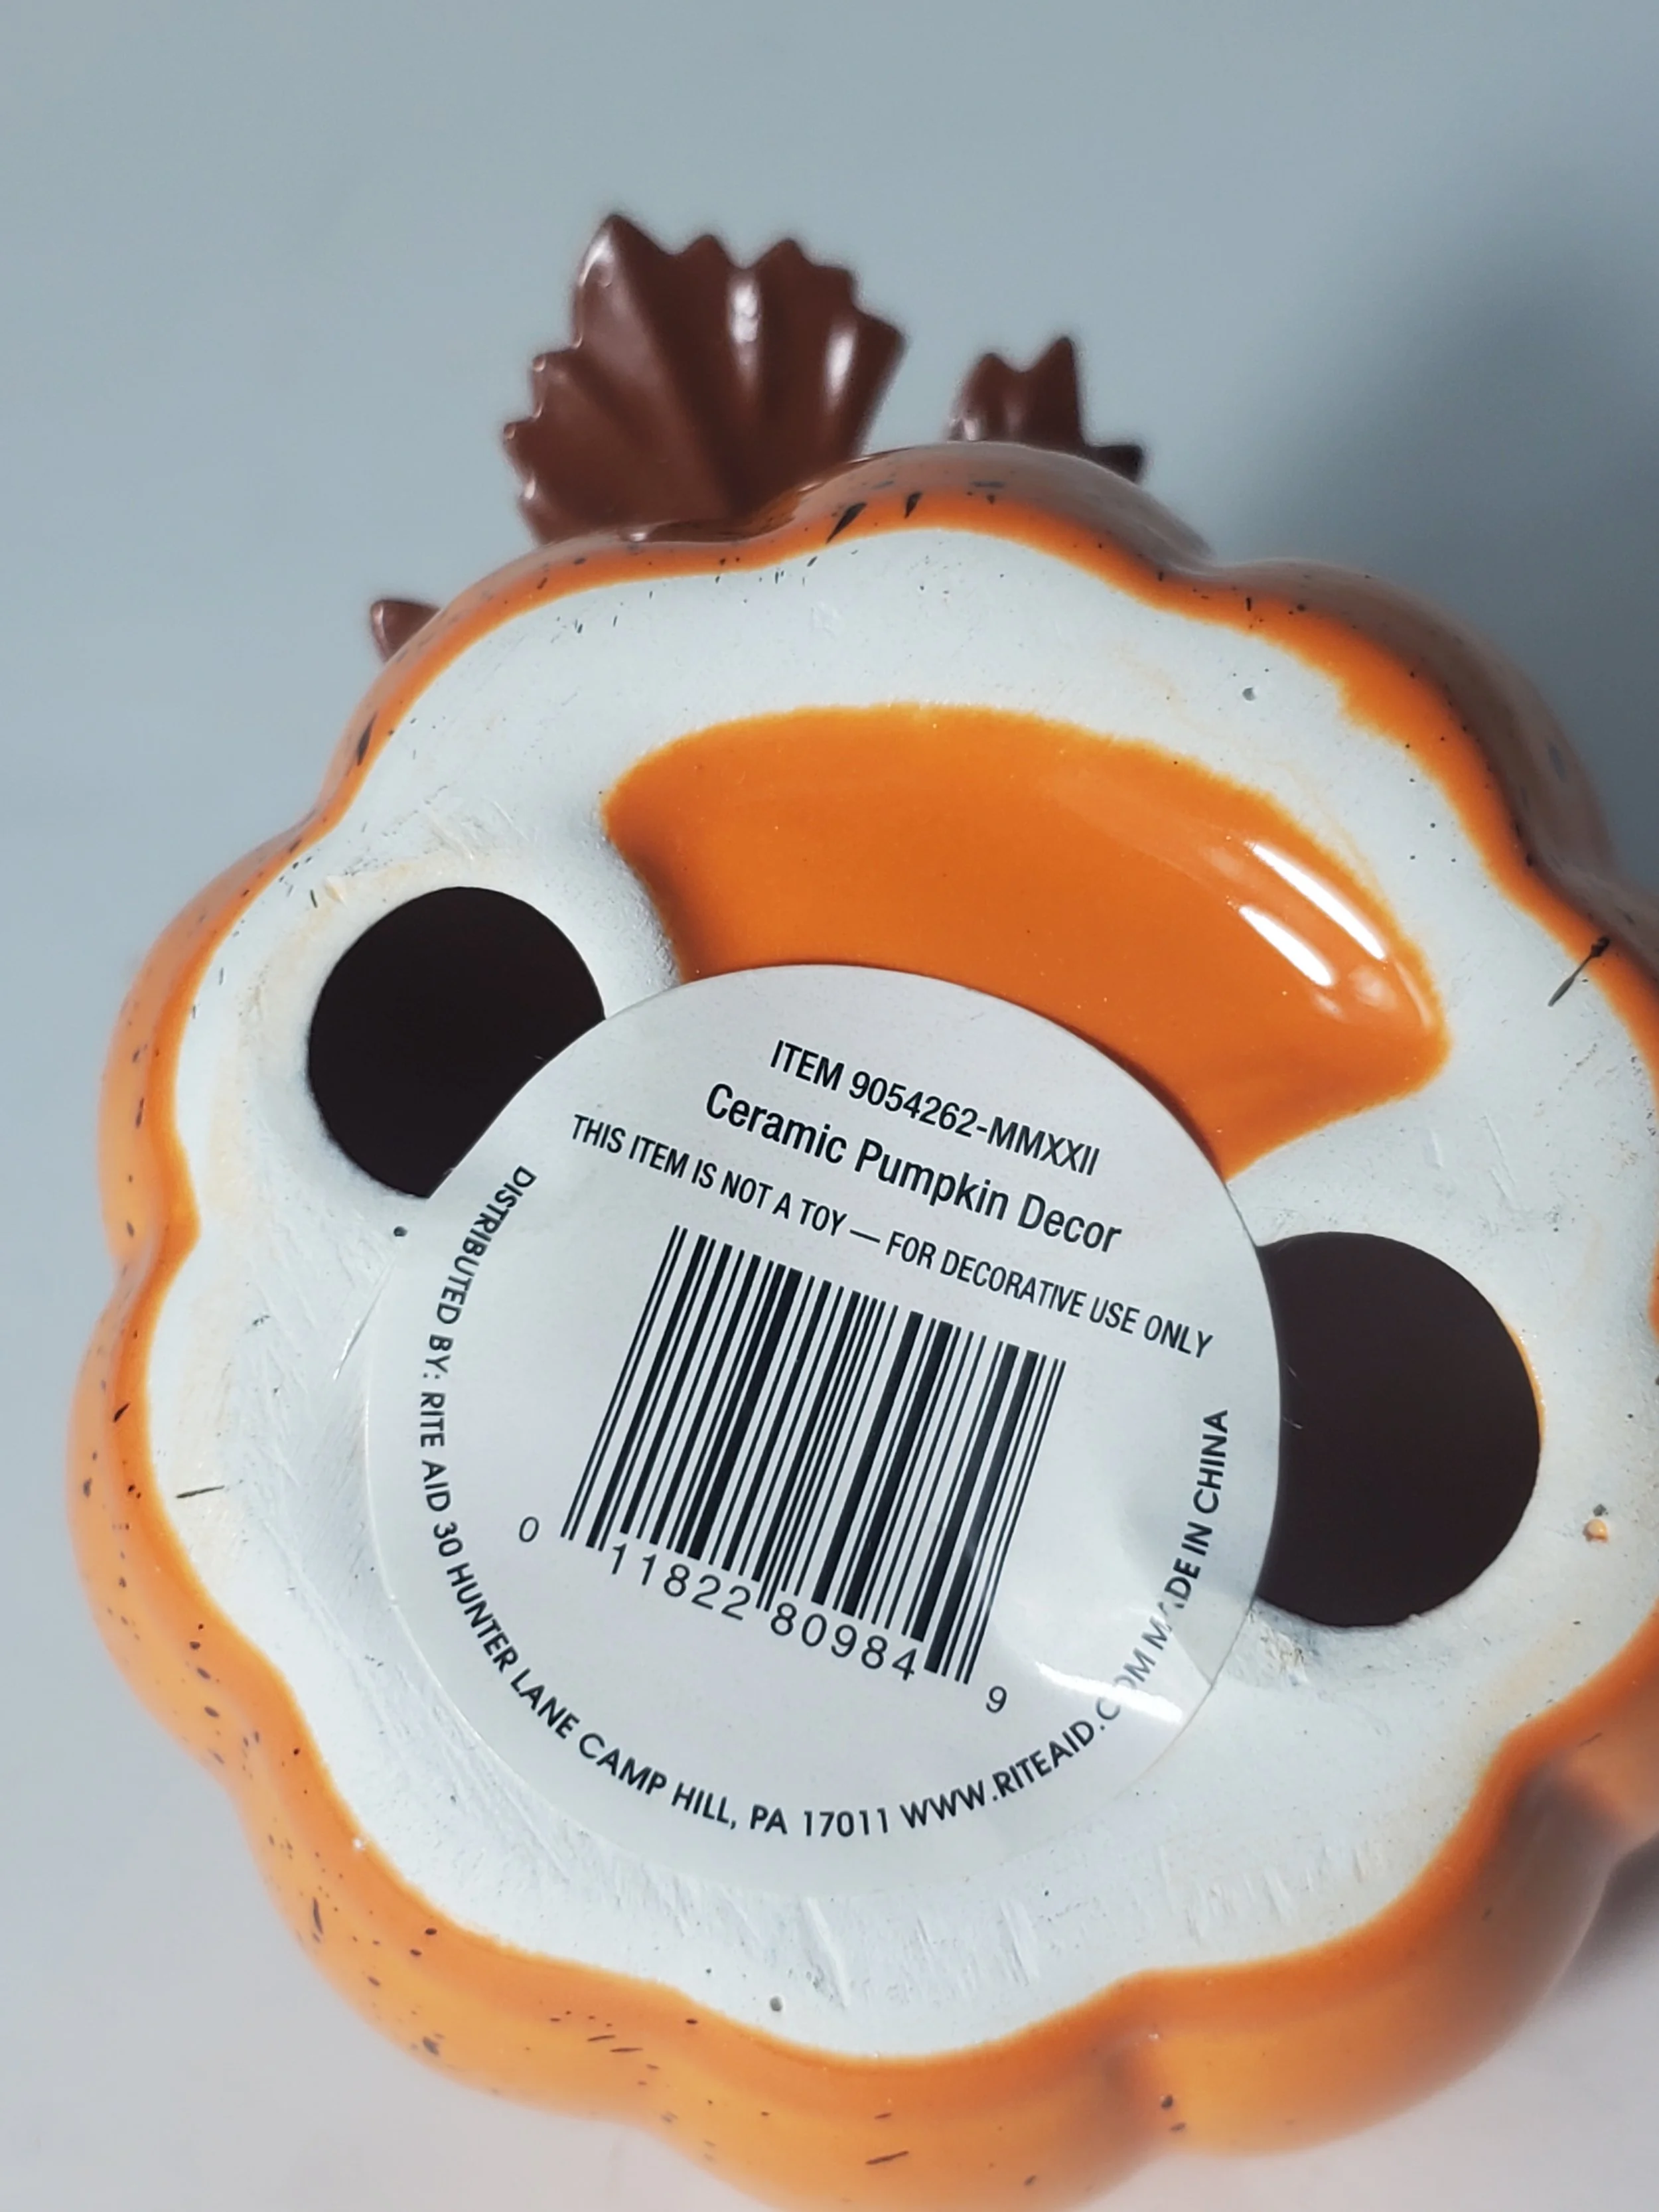 ITEM 9054262-MMXXII
Ceramic Pumpkin Decor
THIS ITEM IS NOT A TOY — FOR DECORATIVE USE ONLY
0 11822 80984 9
DISTRIBUTED BY: RITE AID 30 HUNTER LANE CAMP HILL, PA 17011 WWW.RITEAID.COM MADE IN CHINA